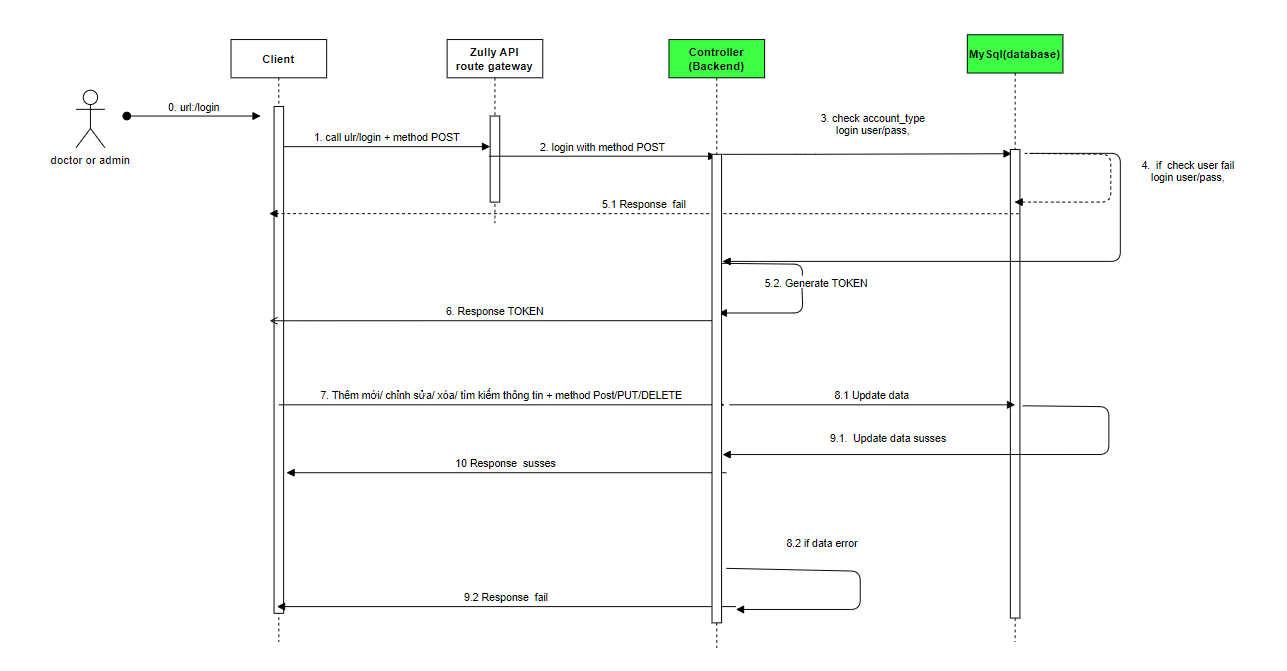 Client
Zully API
route gateway
Controller
(Backend)
MySql(database)
0. url:/login
doctor or admin
1. call ulr/login + method POST
2. login with method POST
3. check account_type
login user/pass,
4. if check user fail
login user/pass,
5.1 Response fail
5.2. Generate TOKEN
6. Response TOKEN
7. Thêm mới/ chỉnh sửa/ xóa/ tìm kiếm thông tin + method Post/PUT/DELETE
8.1 Update data
9.1. Update data susses
10 Response susses
8.2 if data error
9.2 Response fail